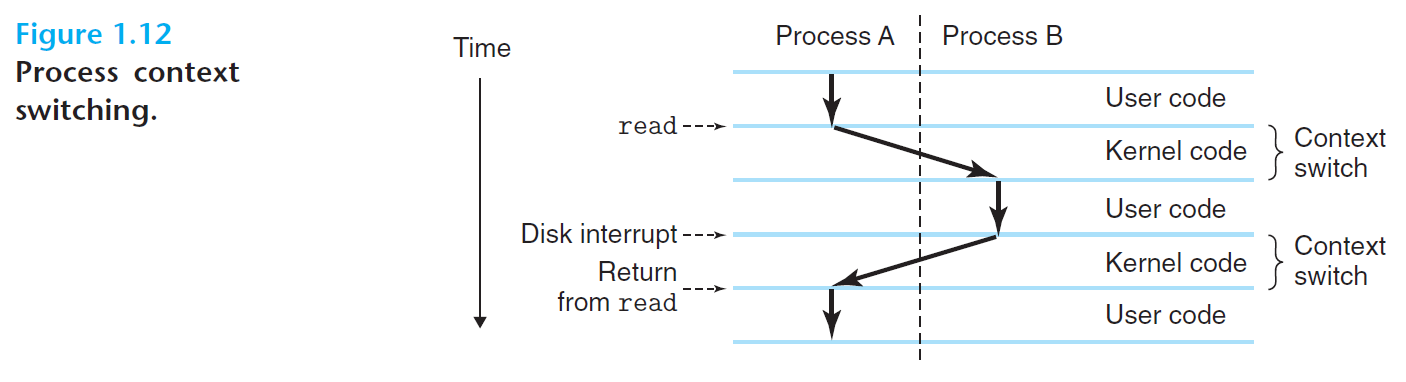 Figure 1.12
Process context
switching.
Time
Process A
Process B
User code
read
Kernel code
Context
switch
User code
Disk interrupt
Kernel code
Context
switch
Return
from read
User code